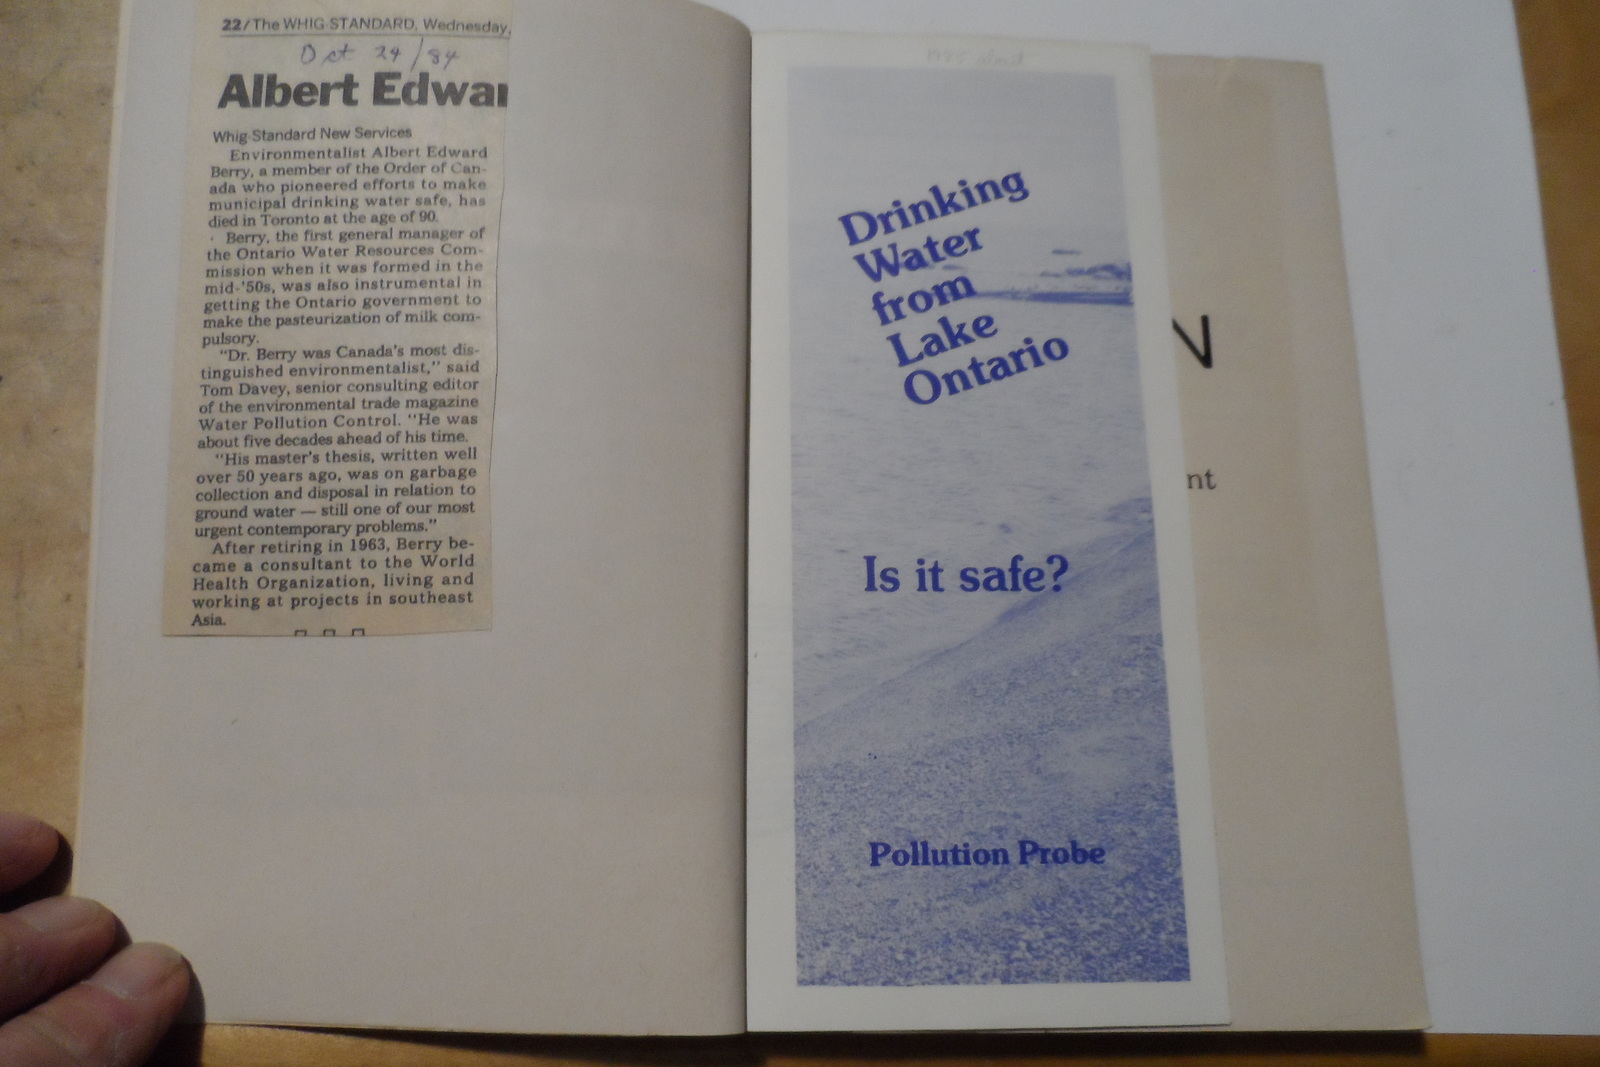 22/The WHIG-STANDARD, Wednesday,
Oct 24/84
Albert Edwar
Whig-Standard New Services
Environmentalist Albert Edward
Berry, a member of the Order of Can-
ada who pioneered efforts to make
municipal drinking water safe, has
died in Toronto at the age of 90.
Berry, the first general manager of
the Ontario Water Resources Com-
mission when it was formed in the
mid-'50s, was also instrumental in
getting the Ontario government to
make the pasteurization of milk com-
pulsory.
"Dr. Berry was Canada's most dis-
tinguished environmentalist," said
Tom Davey, senior consulting editor
of the environmental trade magazine
Water Pollution Control. "He was
about five decades ahead of his time.
"His master's thesis, written well
over 50 years ago, was on garbage
collection and disposal in relation to
ground water — still one of our most
urgent contemporary problems."
After retiring in 1963, Berry be-
came a consultant to the World
Health Organization, living and
working at projects in southeast
Asia.
1985 about
Drinking
Water
from
Lake
Ontario
Is it safe?
Pollution Probe
N
nt